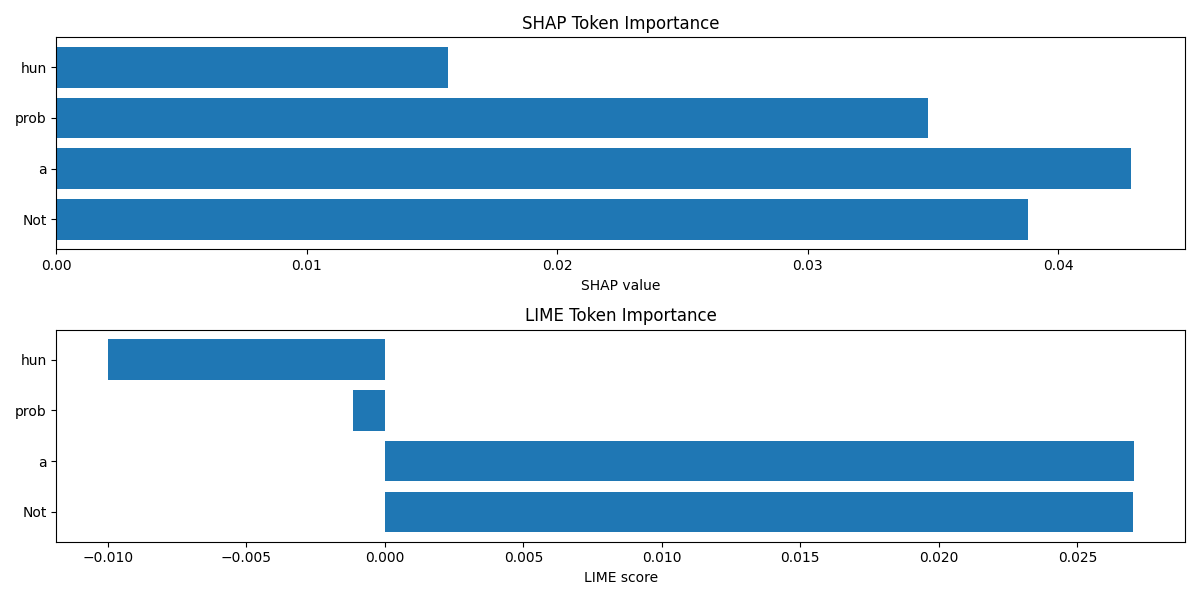 SHAP Token Importance
hun
prob
a
Not
0.00 0.01 0.02 0.03 0.04
SHAP value
LIME Token Importance
hun
prob
a
Not
−0.010 −0.005 0.000 0.005 0.010 0.015 0.020 0.025
LIME score